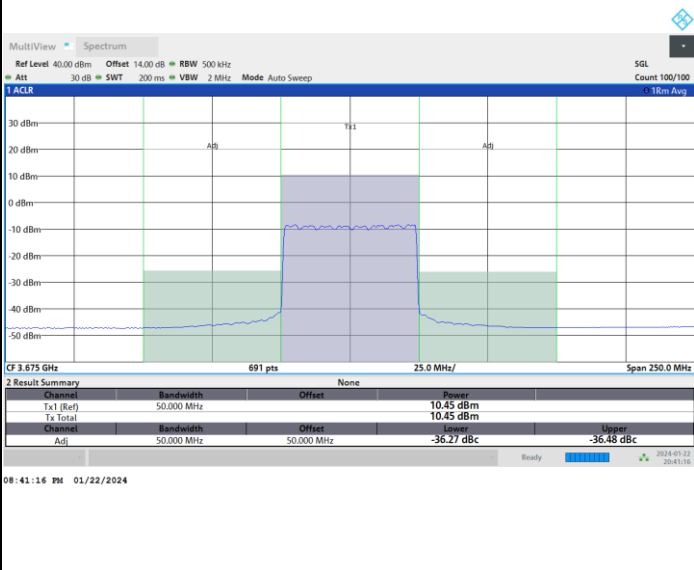 MultiView Spectrum
Ref Level 40.00 dBm Offset 14.00 dB RBW 500 kHz SGL
Att 30 dB SWT 200 ms VBW 2 MHz Mode Auto Sweep Count 100/100
1 ACLR 1Rm Avg
30 dBm
Tx1
20 dBm Adj Adj
10 dBm
0 dBm
-10 dBm
-20 dBm
-30 dBm
-40 dBm
-50 dBm
CF 3.675 GHz 691 pts 25.0 MHz/ Span 250.0 MHz
2 Result Summary None
Channel Bandwidth Offset Power
Tx1 (Ref) 50.000 MHz 10.45 dBm
Tx Total 10.45 dBm
Channel Bandwidth Offset Lower Upper
Adj 50.000 MHz 50.000 MHz -36.27 dBc -36.48 dBc
Ready 2024-01-22
20:41:16
08:41:16 PM 01/22/2024